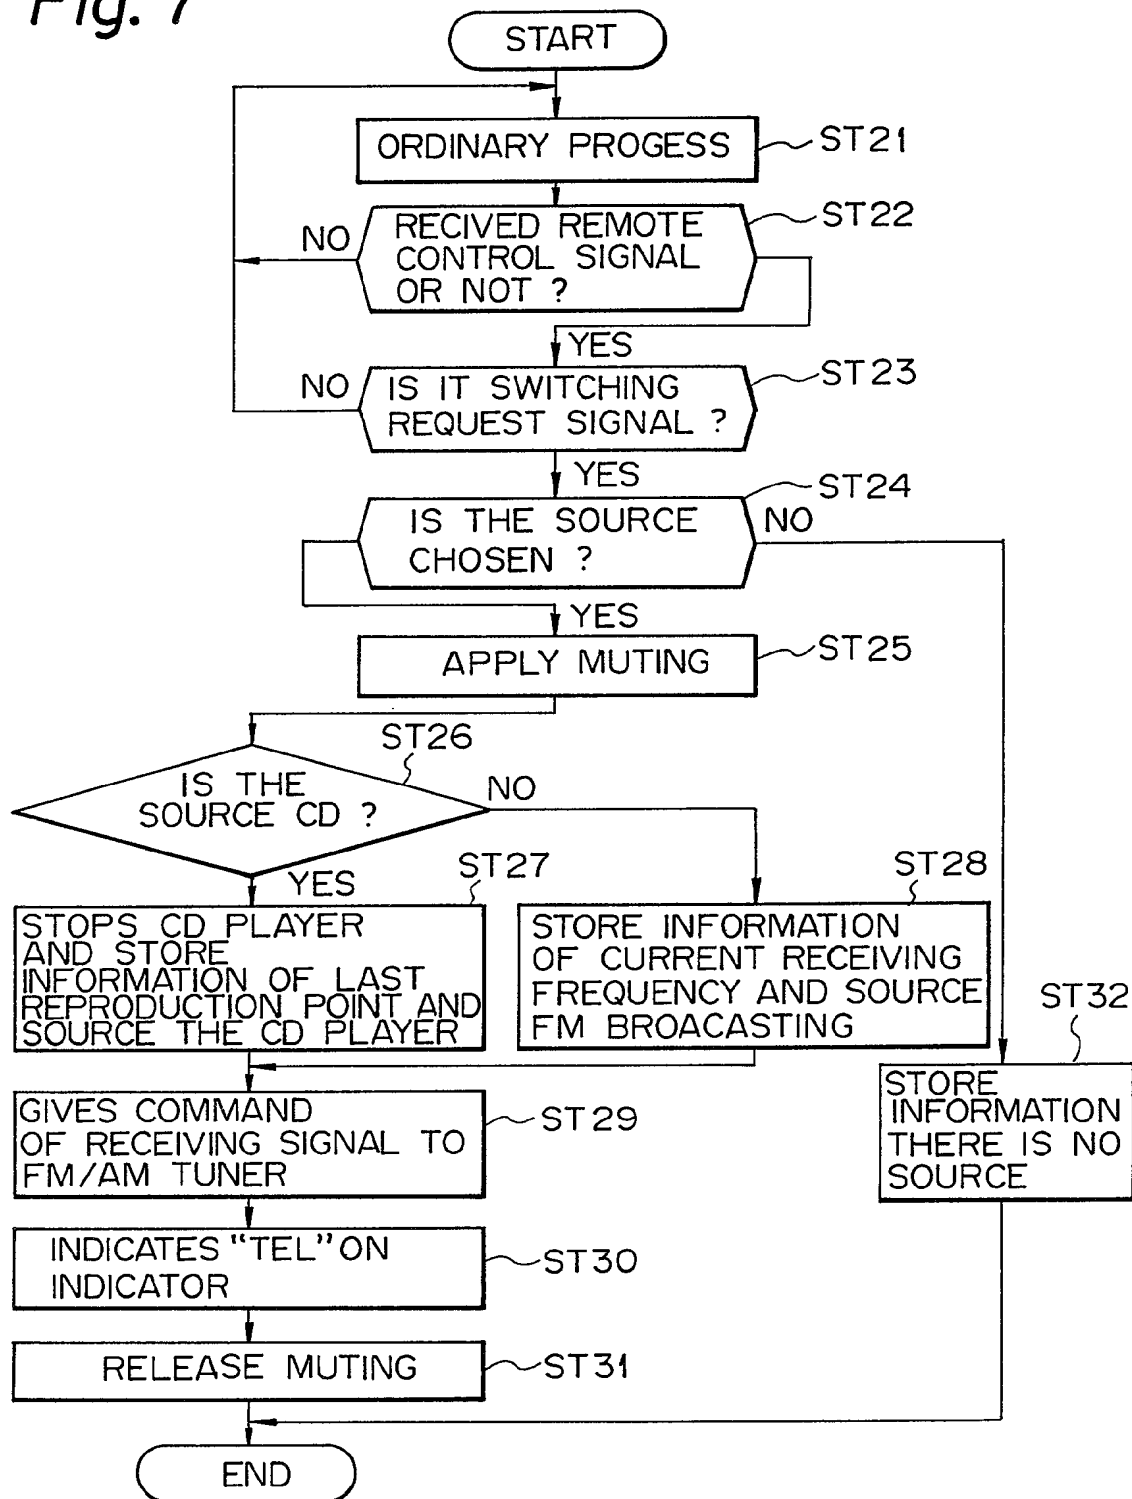 Fig. 7
START
ORDINARY PROGESS
ST21
RECIVED REMOTE
CONTROL SIGNAL
OR NOT ?
ST22
NO
YES
IS IT SWITCHING
REQUEST SIGNAL ?
ST23
NO
YES
IS THE SOURCE
CHOSEN ?
ST24
NO
YES
APPLY MUTING
ST25
ST26
IS THE
SOURCE CD ?
NO
YES
ST27
STOPS CD PLAYER
AND STORE
INFORMATION OF LAST
REPRODUCTION POINT AND
SOURCE THE CD PLAYER
ST28
STORE INFORMATION
OF CURRENT RECEIVING
FREQUENCY AND SOURCE
FM BROACASTING
ST32
STORE
INFORMATION
THERE IS NO
SOURCE
GIVES COMMAND
OF RECEIVING SIGNAL TO
FM/AM TUNER
ST29
INDICATES “TEL” ON
INDICATOR
ST30
RELEASE MUTING
ST31
END